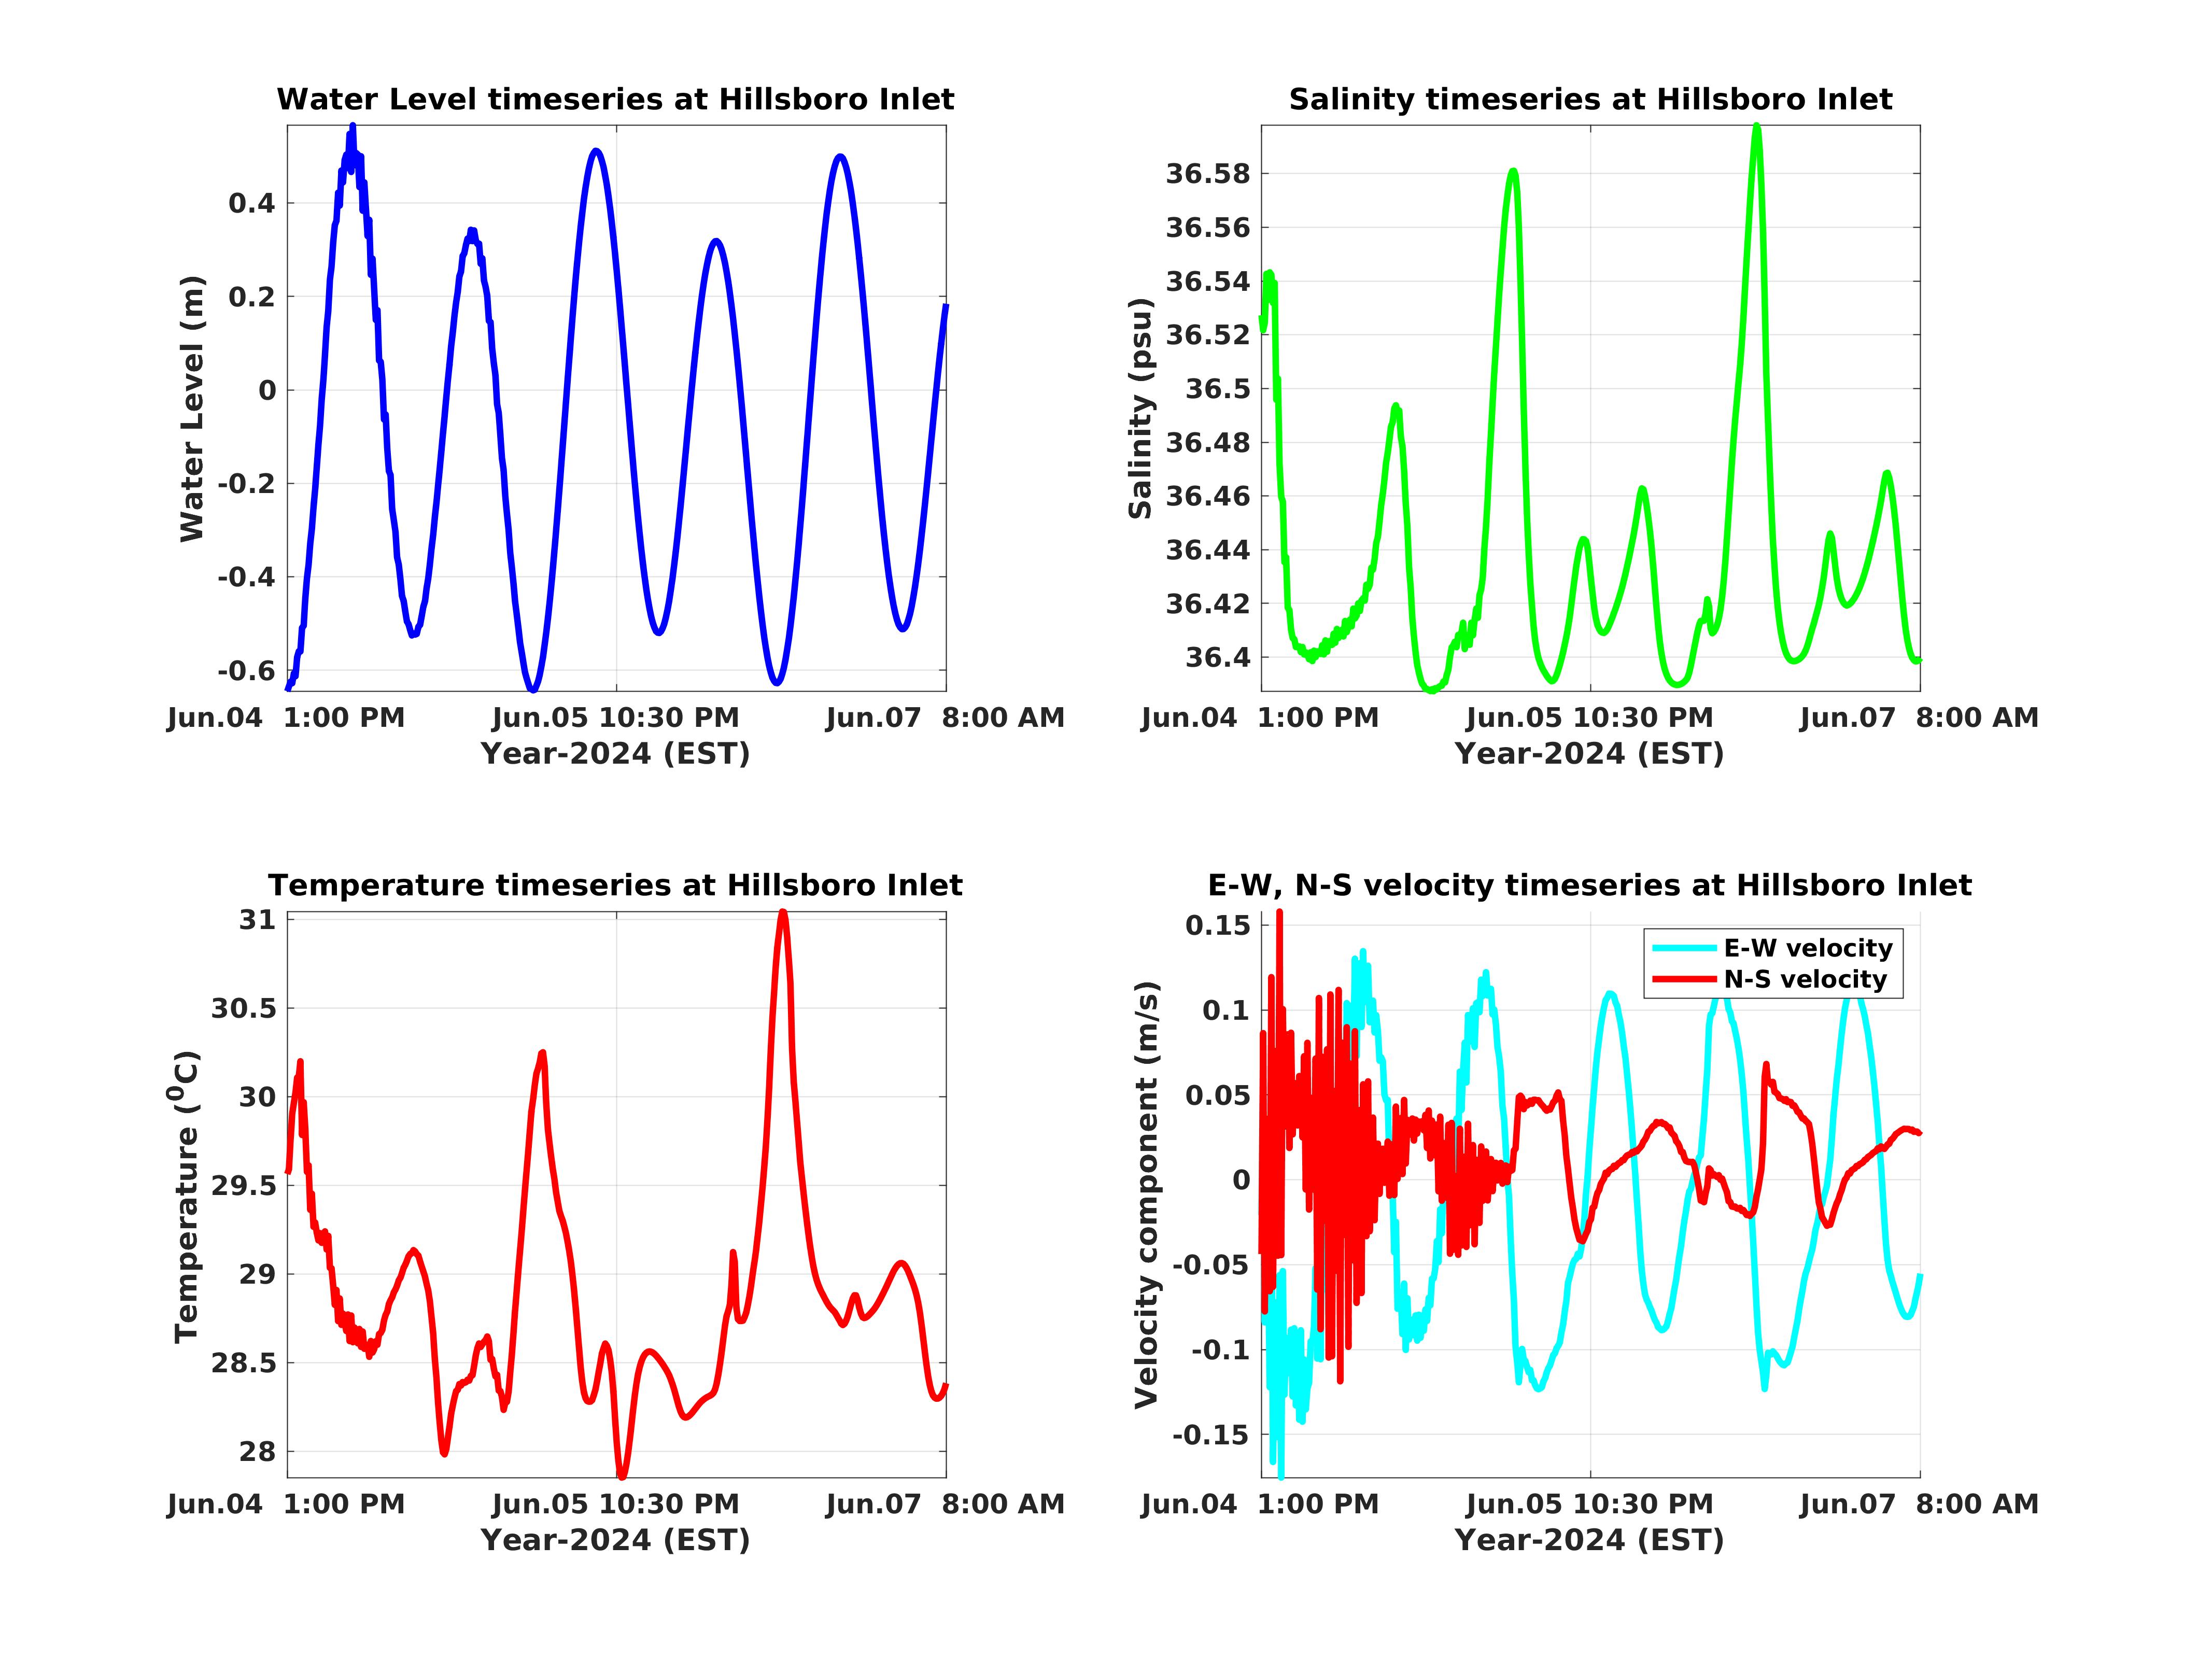 Water Level timeseries at Hillsboro Inlet
Water Level (m)
0.4
0.2
0
-0.2
-0.4
-0.6
Jun.04 1:00 PM
Jun.05 10:30 PM
Jun.07 8:00 AM
Year-2024 (EST)
Salinity timeseries at Hillsboro Inlet
Salinity (psu)
36.58
36.56
36.54
36.52
36.5
36.48
36.46
36.44
36.42
36.4
Jun.04 1:00 PM
Jun.05 10:30 PM
Jun.07 8:00 AM
Year-2024 (EST)
Temperature timeseries at Hillsboro Inlet
Temperature (⁰C)
31
30.5
30
29.5
29
28.5
28
Jun.04 1:00 PM
Jun.05 10:30 PM
Jun.07 8:00 AM
Year-2024 (EST)
E-W, N-S velocity timeseries at Hillsboro Inlet
Velocity component (m/s)
0.15
0.1
0.05
0
-0.05
-0.1
-0.15
E-W velocity
N-S velocity
Jun.04 1:00 PM
Jun.05 10:30 PM
Jun.07 8:00 AM
Year-2024 (EST)